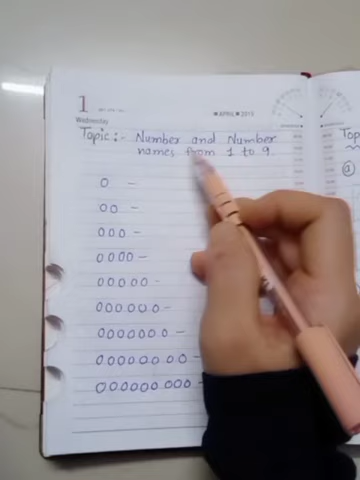 1
Wednesday
APRIL 2015
Topic :- Number and Number
names from 1 to 9.
0 -
00 -
000 -
0000 -
00000 -
000000 -
0000000 -
00000000 -
000000000 -
Top
a